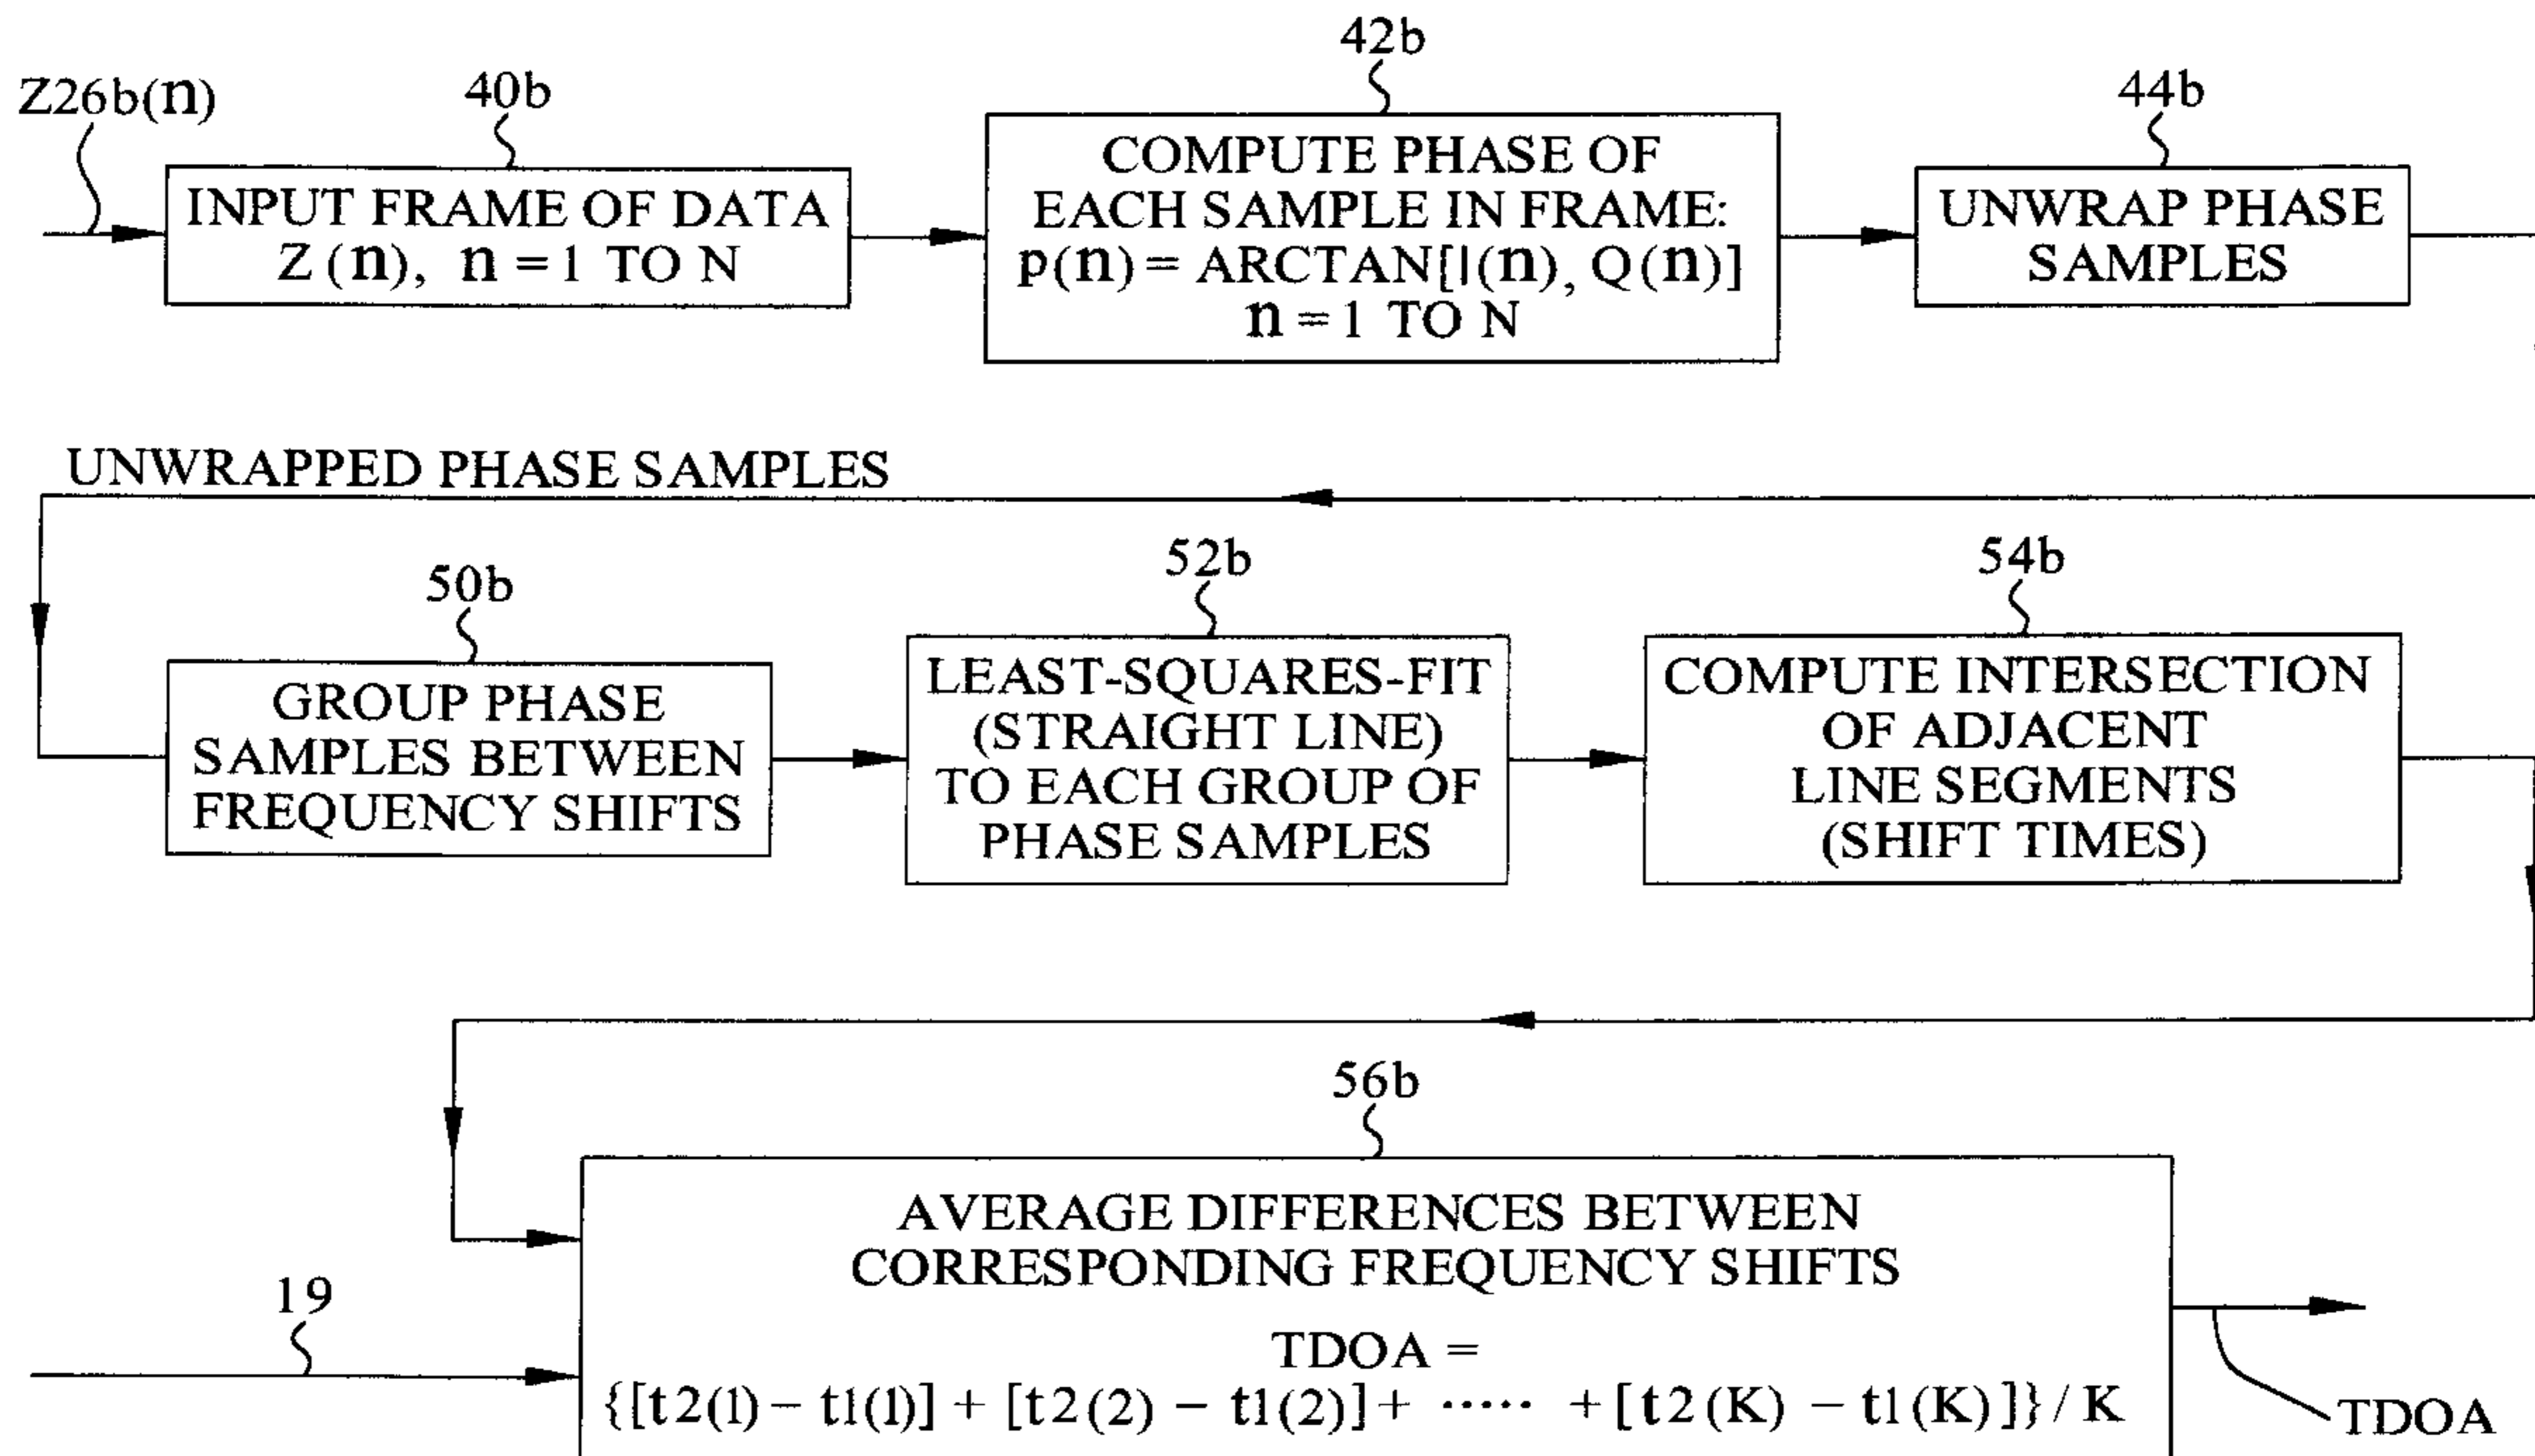 Z26b(n)
40b
INPUT FRAME OF DATA
Z(n), n=1 TO N
42b
COMPUTE PHASE OF
EACH SAMPLE IN FRAME:
p(n) = ARCTAN[I(n), Q(n)]
n=1 TO N
44b
UNWRAP PHASE
SAMPLES
UNWRAPPED PHASE SAMPLES
50b
GROUP PHASE
SAMPLES BETWEEN
FREQUENCY SHIFTS
52b
LEAST-SQUARES-FIT
(STRAIGHT LINE)
TO EACH GROUP OF
PHASE SAMPLES
54b
COMPUTE INTERSECTION
OF ADJACENT
LINE SEGMENTS
(SHIFT TIMES)
56b
AVERAGE DIFFERENCES BETWEEN
CORRESPONDING FREQUENCY SHIFTS
TDOA =
{[t2(1) – t1(1)] + [t2(2) – t1(2)] + ····· + [t2(K) – t1(K)]} / K
19
TDOA